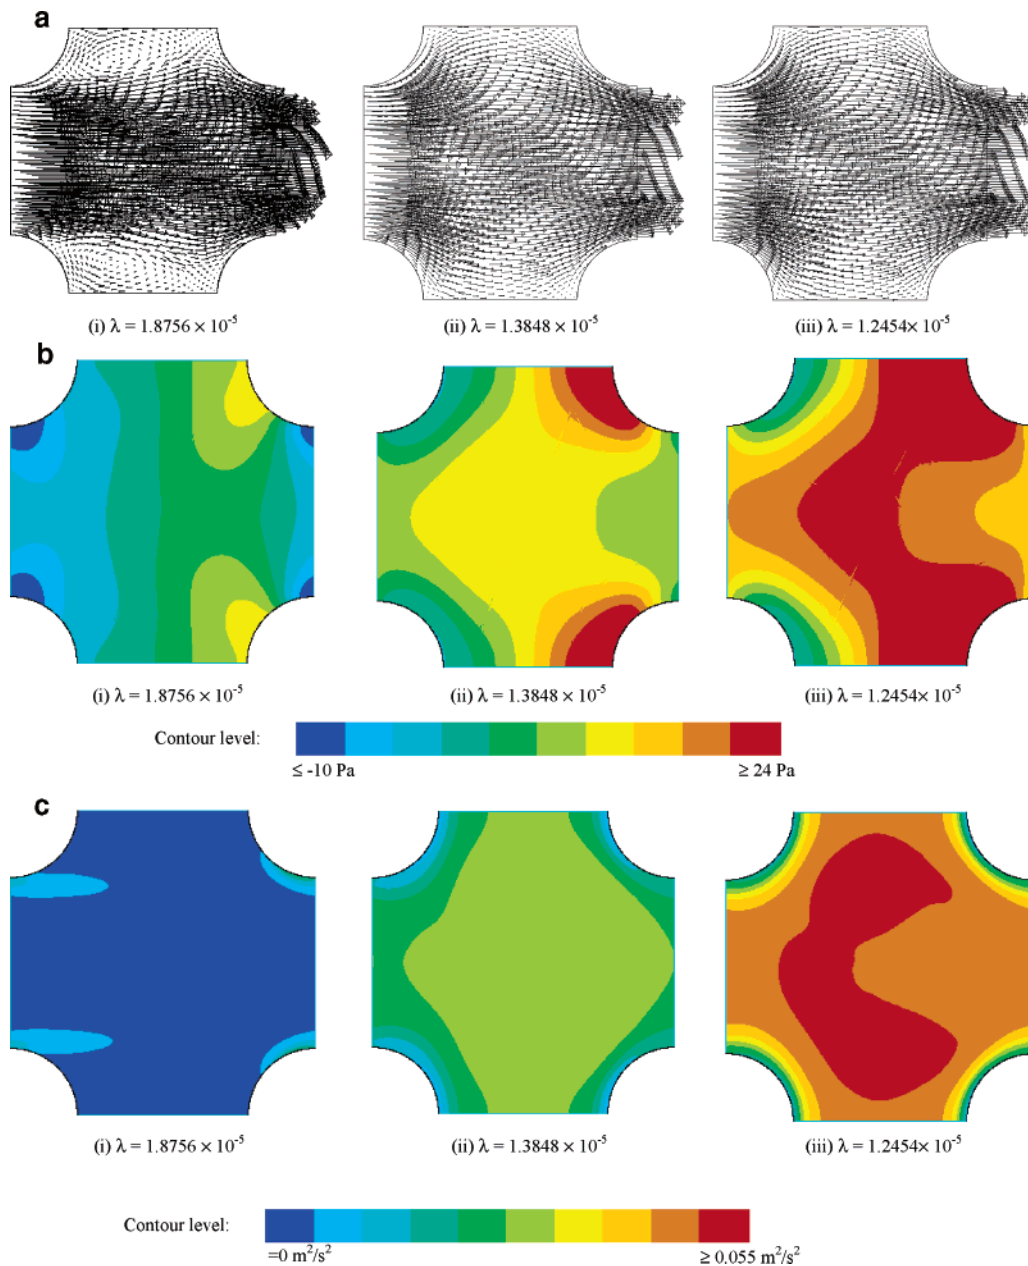 a
(i) λ = 1.8756 × 10⁻⁵
(ii) λ = 1.3848 × 10⁻⁵
(iii) λ = 1.2454 × 10⁻⁵
b
(i) λ = 1.8756 × 10⁻⁵
(ii) λ = 1.3848 × 10⁻⁵
(iii) λ = 1.2454 × 10⁻⁵
Contour level:
≤ -10 Pa
≥ 24 Pa
c
(i) λ = 1.8756 × 10⁻⁵
(ii) λ = 1.3848 × 10⁻⁵
(iii) λ = 1.2454 × 10⁻⁵
Contour level:
=0 m²/s²
≥ 0.055 m²/s²